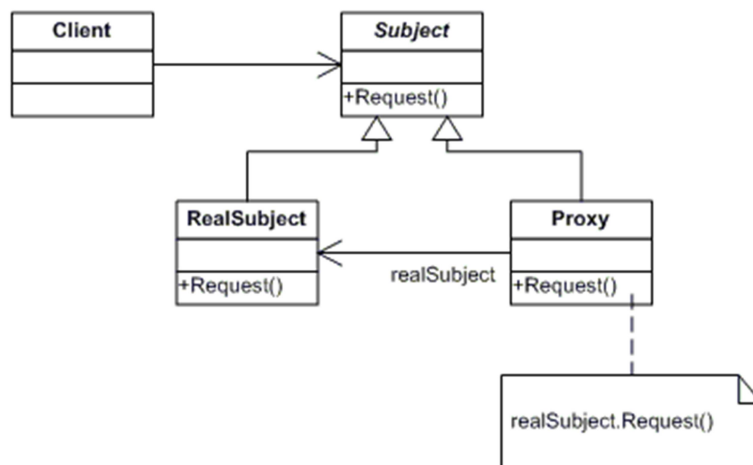 Client
Subject
+Request()
RealSubject
+Request()
realSubject
Proxy
+Request()
realSubject.Request()